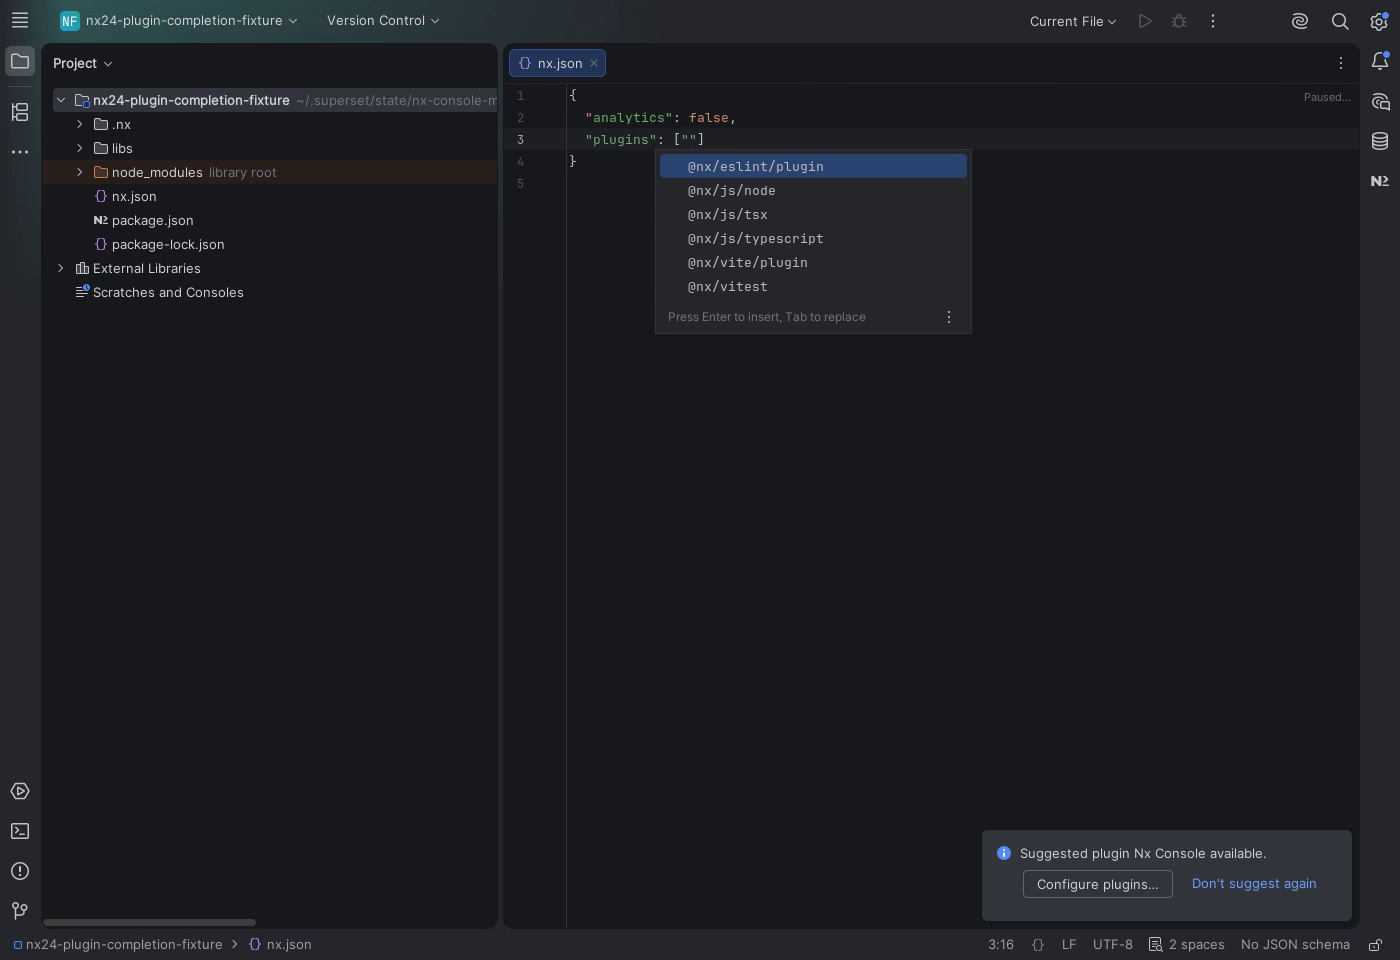 NF nx24-plugin-completion-fixture Version Control Current File
Project
nx.json
nx24-plugin-completion-fixture ~/.superset/state/nx-console-m
.nx
libs
node_modules library root
nx.json
package.json
package-lock.json
External Libraries
Scratches and Consoles
1 {
2 "analytics": false,
3 "plugins": [""]
4 }
5
Paused...
@nx/eslint/plugin
@nx/js/node
@nx/js/tsx
@nx/js/typescript
@nx/vite/plugin
@nx/vitest
Press Enter to insert, Tab to replace
Suggested plugin Nx Console available.
Configure plugins... Don't suggest again
nx24-plugin-completion-fixture nx.json
3:16 {} LF UTF-8 2 spaces No JSON schema